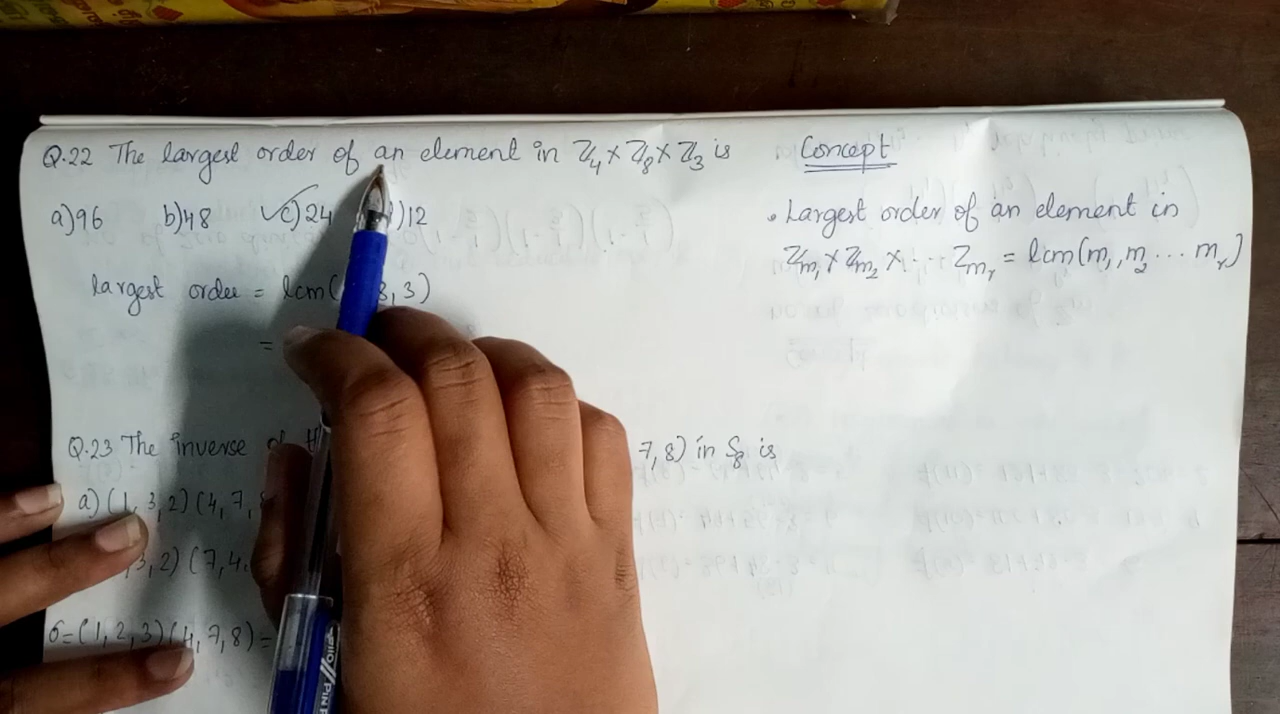 Q.22 The largest order of an element in Z₄ × Z₈ × Z₃ is
a) 96 b) 48 c) 24 ) 12
largest order = lcm( 3, 3)
=
Concept
. Largest order of an element in
Zm₁ × Zm₂ × ... Zmᵣ = lcm(m₁, m₂ ... mᵣ)
Q.23 The inverse of 7, 8) in S₈ is
a) (1, 3, 2) (4, 7,
3, 2) (7, 4,
σ = (1, 2, 3) (4, 7, 8) =